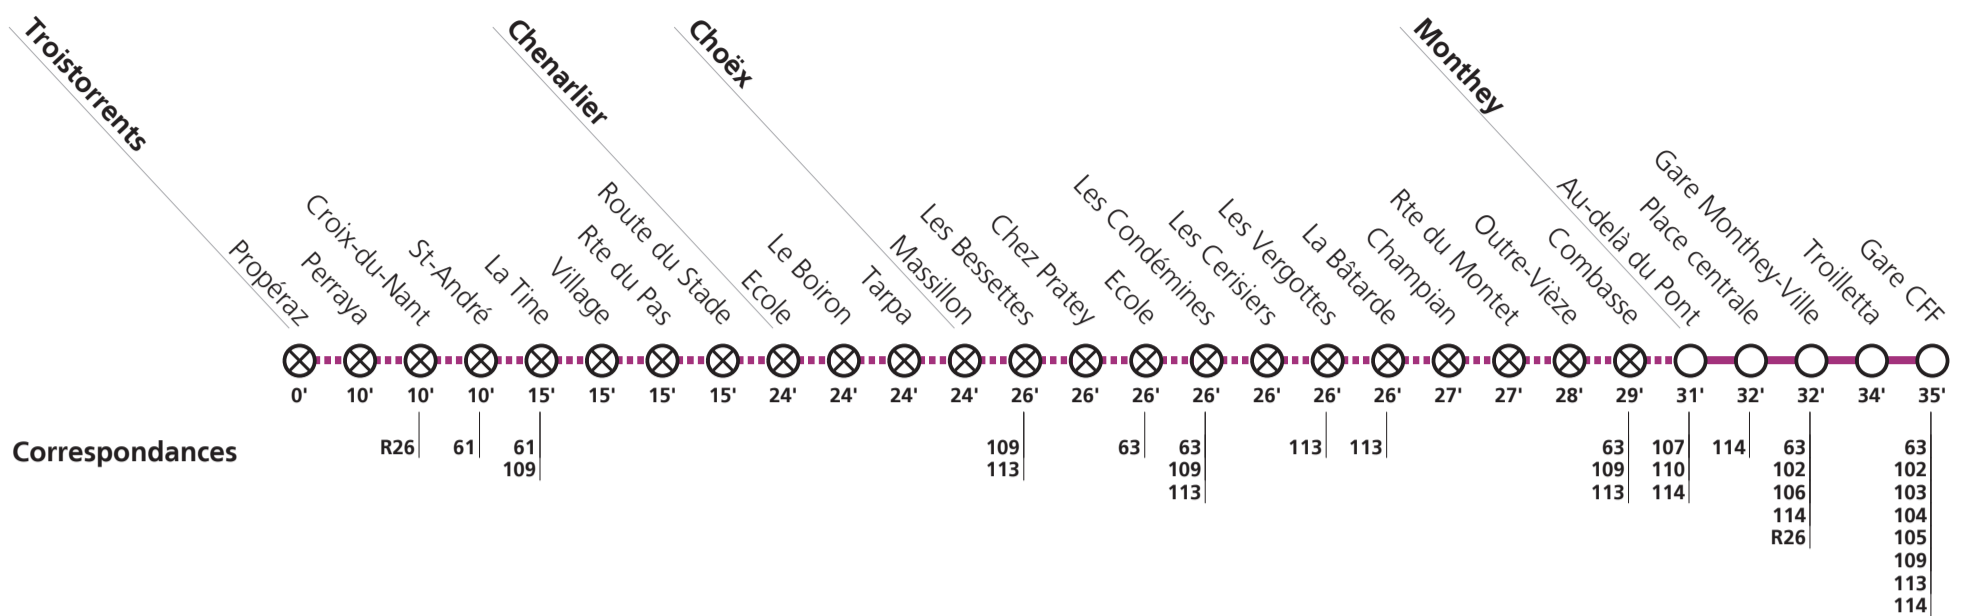 Troistorrents
Chenarlier
Choëx
Monthey
Propéraz
Perraya
Croix-du-Nant
St-André
La Tine
Village
Rte du Pas
Route du Stade
Ecole
Le Boiron
Tarpa
Massillon
Les Bessettes
Chez Pratey
Ecole
Les Condémines
Les Cerisiers
Les Vergottes
La Bâtarde
Champian
Rte du Montet
Outre-Vièze
Combasse
Au-delà du Pont
Place centrale
Gare Monthey-Ville
Troilletta
Gare CFF
0' 10' 10' 10' 15' 15' 15' 15' 24' 24' 24' 24' 26' 26' 26' 26' 26' 26' 26' 27' 27' 28' 29' 31' 32' 32' 34' 35'
Correspondances
R26
61
61
109
109
113
63
63
109
113
113
113
63
109
113
107
110
114
114
63
102
106
114
R26
63
102
103
104
105
109
113
114